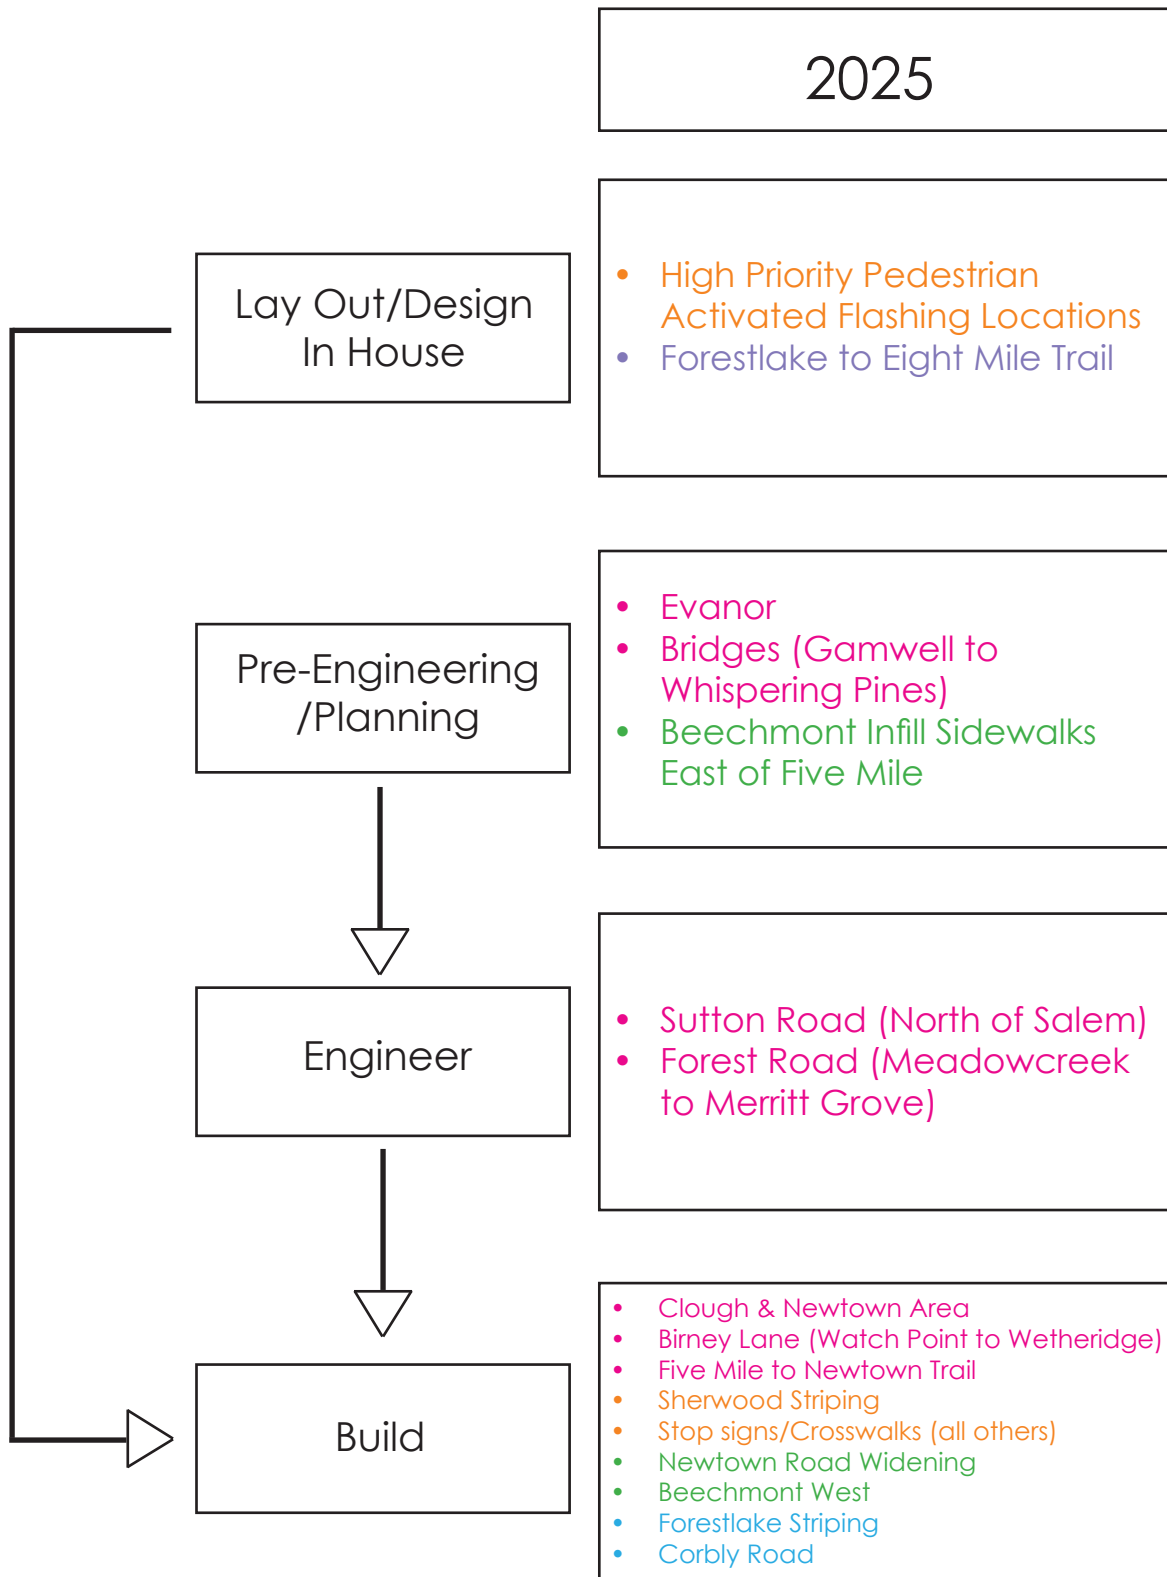 2025
Lay Out/Design
In House
• High Priority Pedestrian
Activated Flashing Locations
• Forestlake to Eight Mile Trail
Pre-Engineering
/Planning
• Evanor
• Bridges (Gamwell to
Whispering Pines)
• Beechmont Infill Sidewalks
East of Five Mile
Engineer
• Sutton Road (North of Salem)
• Forest Road (Meadowcreek
to Merritt Grove)
Build
• Clough & Newtown Area
• Birney Lane (Watch Point to Wetheridge)
• Five Mile to Newtown Trail
• Sherwood Striping
• Stop signs/Crosswalks (all others)
• Newtown Road Widening
• Beechmont West
• Forestlake Striping
• Corbly Road